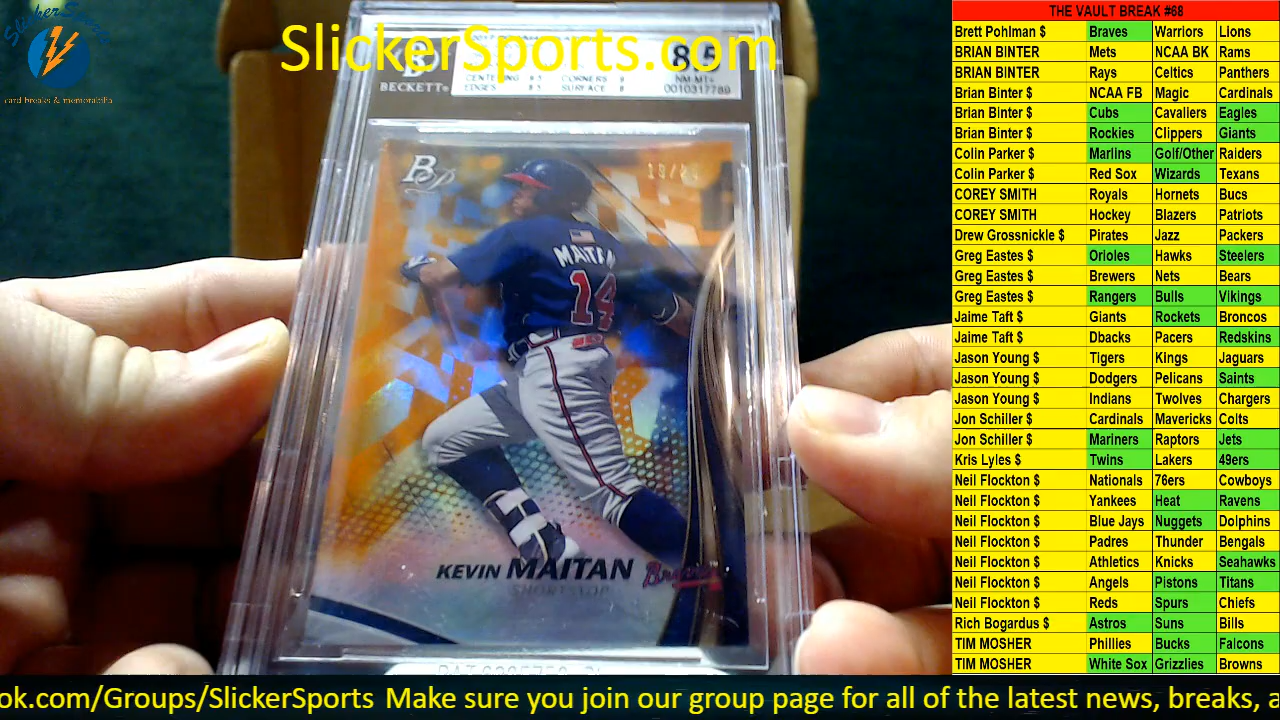 SlickerSports
card breaks & memorabilia
SlickerSports.com
BECKETT
CENTERING 9.5 CORNERS 8
EDGES 8.5 SURFACE 8
8.5
NM-MT+
0010317789
BP
MAITAN
14
KEVIN MAITAN
SHORTSTOP
Braves
THE VAULT BREAK #68
Brett Pohlman $ Braves Warriors Lions
BRIAN BINTER Mets NCAA BK Rams
BRIAN BINTER Rays Celtics Panthers
Brian Binter $ NCAA FB Magic Cardinals
Brian Binter $ Cubs Cavaliers Eagles
Brian Binter $ Rockies Clippers Giants
Colin Parker $ Marlins Golf/Other Raiders
Colin Parker $ Red Sox Wizards Texans
COREY SMITH Royals Hornets Bucs
COREY SMITH Hockey Blazers Patriots
Drew Grossnickle $ Pirates Jazz Packers
Greg Eastes $ Orioles Hawks Steelers
Greg Eastes $ Brewers Nets Bears
Greg Eastes $ Rangers Bulls Vikings
Jaime Taft $ Giants Rockets Broncos
Jaime Taft $ Dbacks Pacers Redskins
Jason Young $ Tigers Kings Jaguars
Jason Young $ Dodgers Pelicans Saints
Jason Young $ Indians Twolves Chargers
Jon Schiller $ Cardinals Mavericks Colts
Jon Schiller $ Mariners Raptors Jets
Kris Lyles $ Twins Lakers 49ers
Neil Flockton $ Nationals 76ers Cowboys
Neil Flockton $ Yankees Heat Ravens
Neil Flockton $ Blue Jays Nuggets Dolphins
Neil Flockton $ Padres Thunder Bengals
Neil Flockton $ Athletics Knicks Seahawks
Neil Flockton $ Angels Pistons Titans
Neil Flockton $ Reds Spurs Chiefs
Rich Bogardus $ Astros Suns Bills
TIM MOSHER Phillies Bucks Falcons
TIM MOSHER White Sox Grizzlies Browns
ok.com/Groups/SlickerSports Make sure you join our group page for all of the latest news, breaks, a